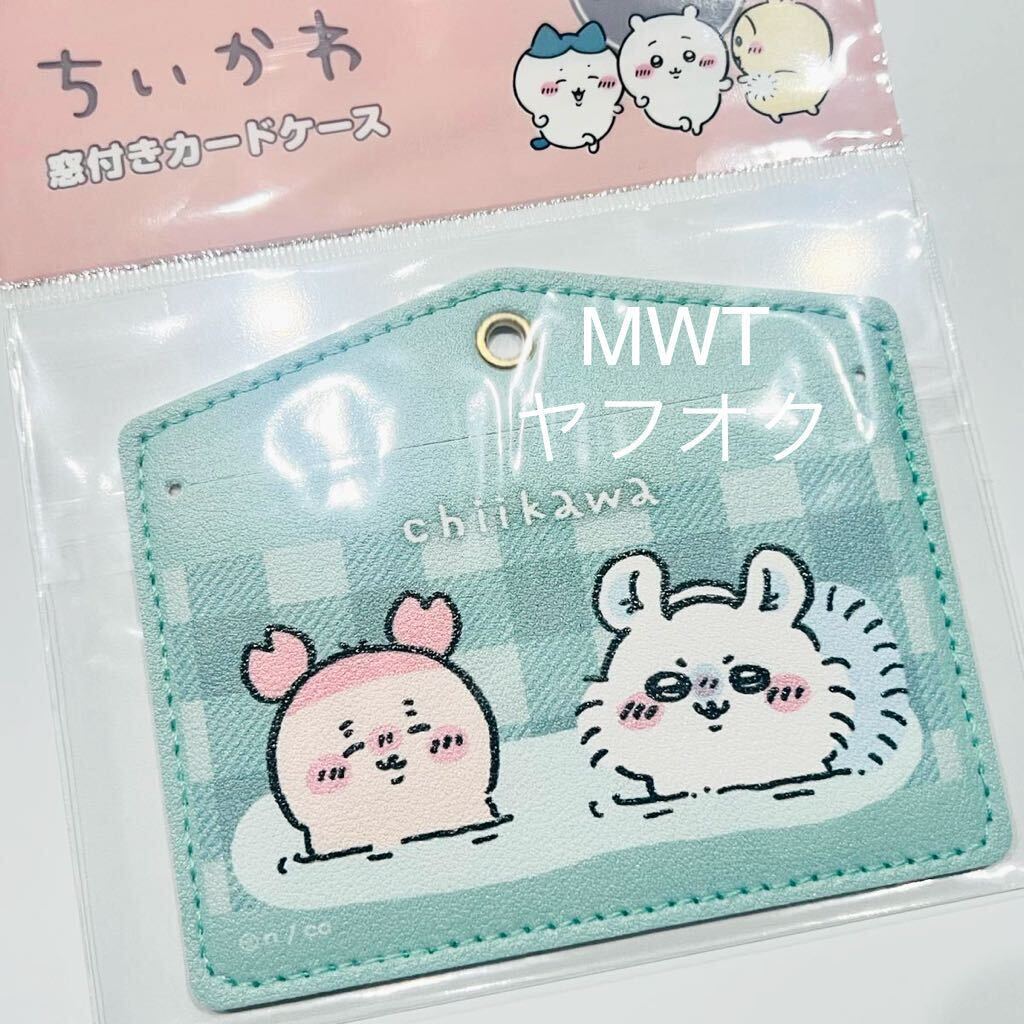 ちいかわ
窓付きカードケース
MWT
ヤフオク
chiikawa
©n / co